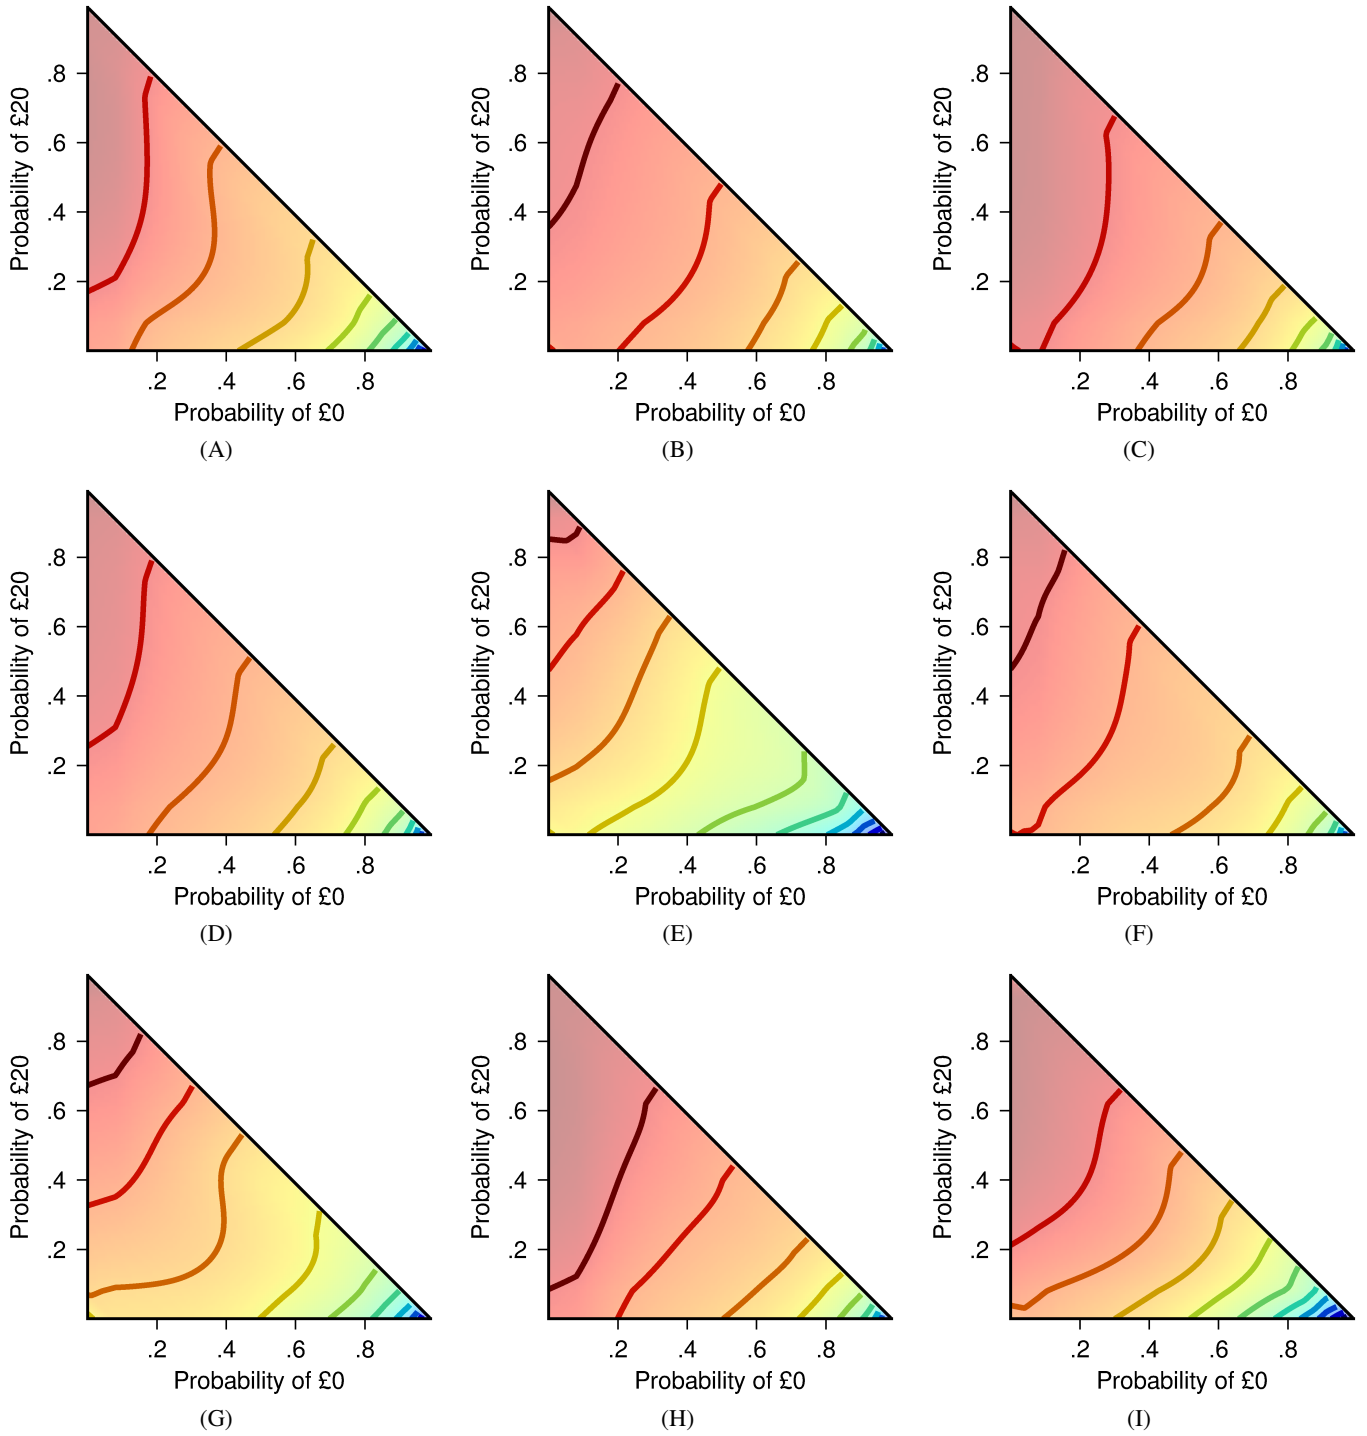 .8
.6
.4
.2
Probability of £20
.2 .4 .6 .8
Probability of £0
(A)
.8
.6
.4
.2
Probability of £20
.2 .4 .6 .8
Probability of £0
(B)
.8
.6
.4
.2
Probability of £20
.2 .4 .6 .8
Probability of £0
(C)
.8
.6
.4
.2
Probability of £20
.2 .4 .6 .8
Probability of £0
(D)
.8
.6
.4
.2
Probability of £20
.2 .4 .6 .8
Probability of £0
(E)
.8
.6
.4
.2
Probability of £20
.2 .4 .6 .8
Probability of £0
(F)
.8
.6
.4
.2
Probability of £20
.2 .4 .6 .8
Probability of £0
(G)
.8
.6
.4
.2
Probability of £20
.2 .4 .6 .8
Probability of £0
(H)
.8
.6
.4
.2
Probability of £20
.2 .4 .6 .8
Probability of £0
(I)